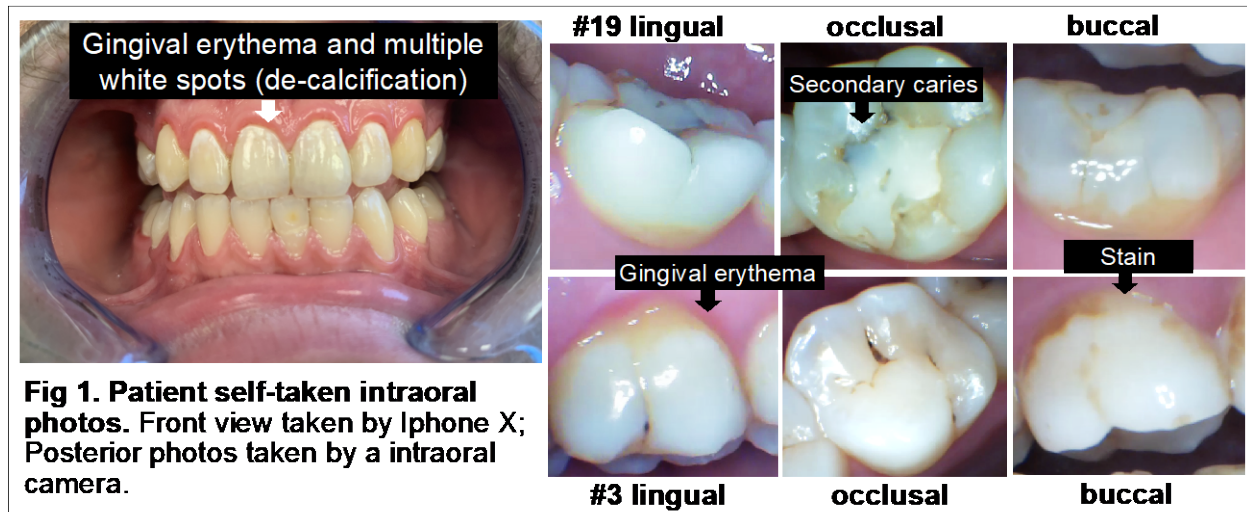 Gingival erythema and multiple
white spots (de-calcification)
Fig 1. Patient self-taken intraoral
photos. Front view taken by Iphone X;
Posterior photos taken by a intraoral
camera.
#19 lingual
occlusal
buccal
Secondary caries
Gingival erythema
Stain
#3 lingual
occlusal
buccal